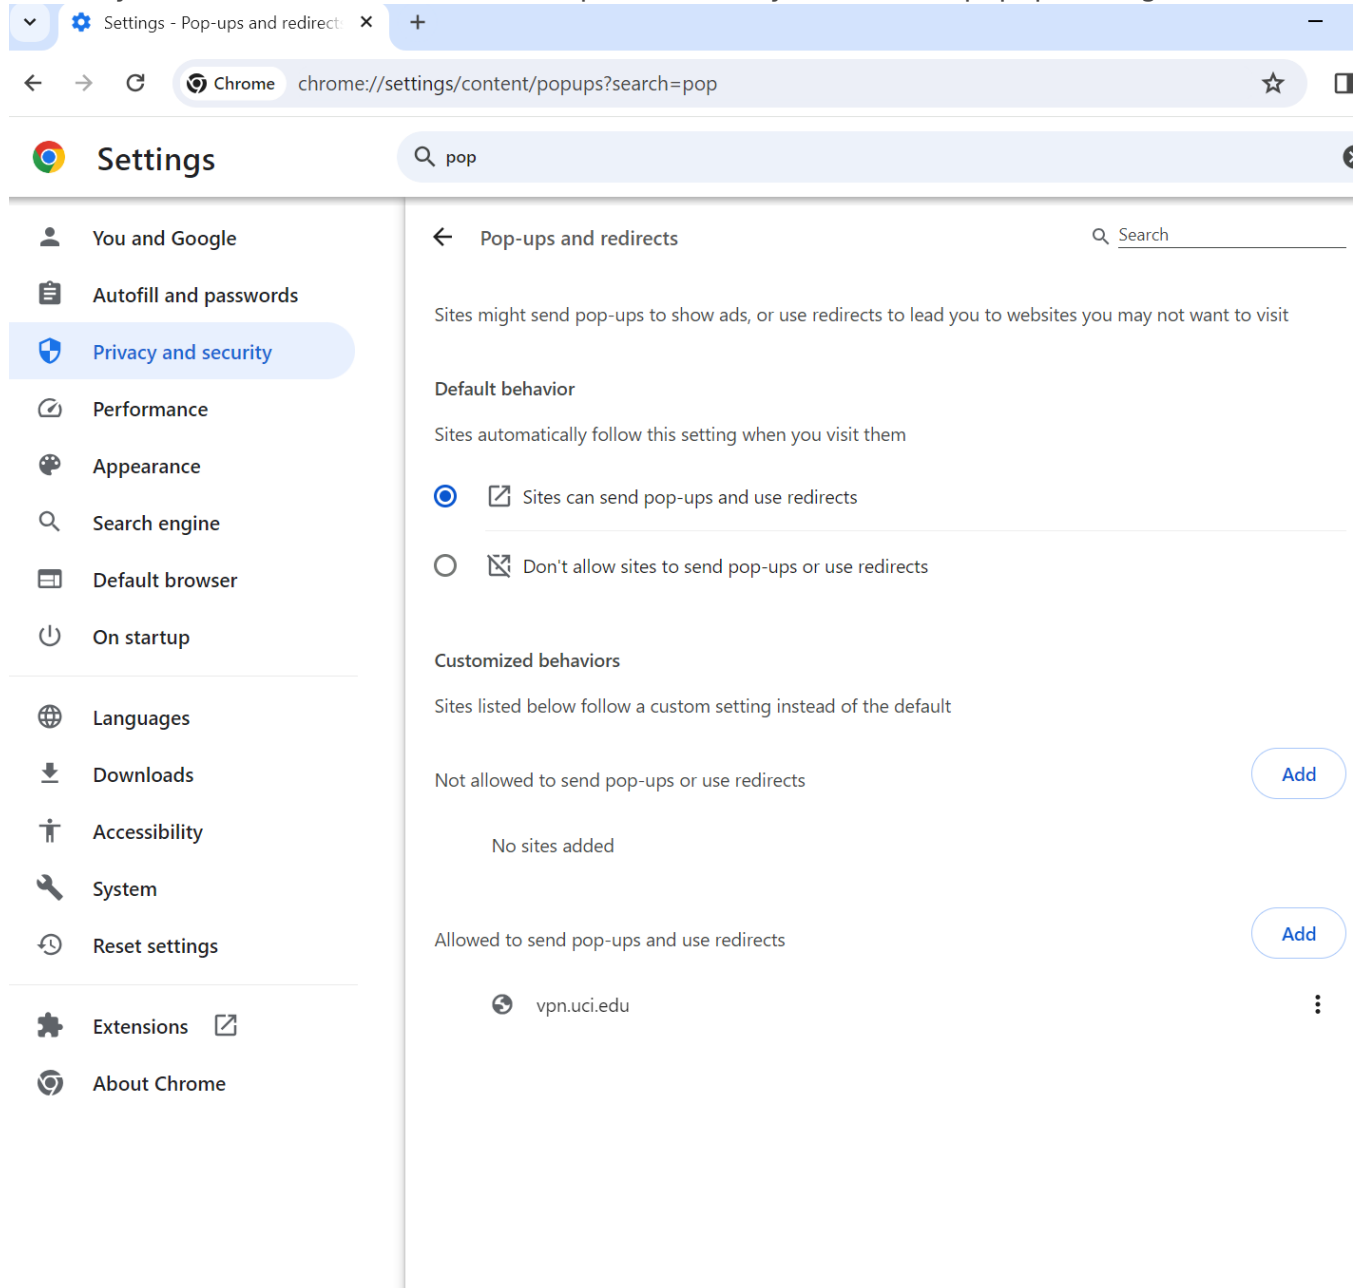 Settings - Pop-ups and redirect
Chrome
chrome://settings/content/popups?search=pop
Settings
pop
You and Google
Autofill and passwords
Privacy and security
Performance
Appearance
Search engine
Default browser
On startup
Languages
Downloads
Accessibility
System
Reset settings
Extensions
About Chrome
Pop-ups and redirects
Search
Sites might send pop-ups to show ads, or use redirects to lead you to websites you may not want to visit
Default behavior
Sites automatically follow this setting when you visit them
Sites can send pop-ups and use redirects
Don't allow sites to send pop-ups or use redirects
Customized behaviors
Sites listed below follow a custom setting instead of the default
Not allowed to send pop-ups or use redirects
Add
No sites added
Allowed to send pop-ups and use redirects
Add
vpn.uci.edu